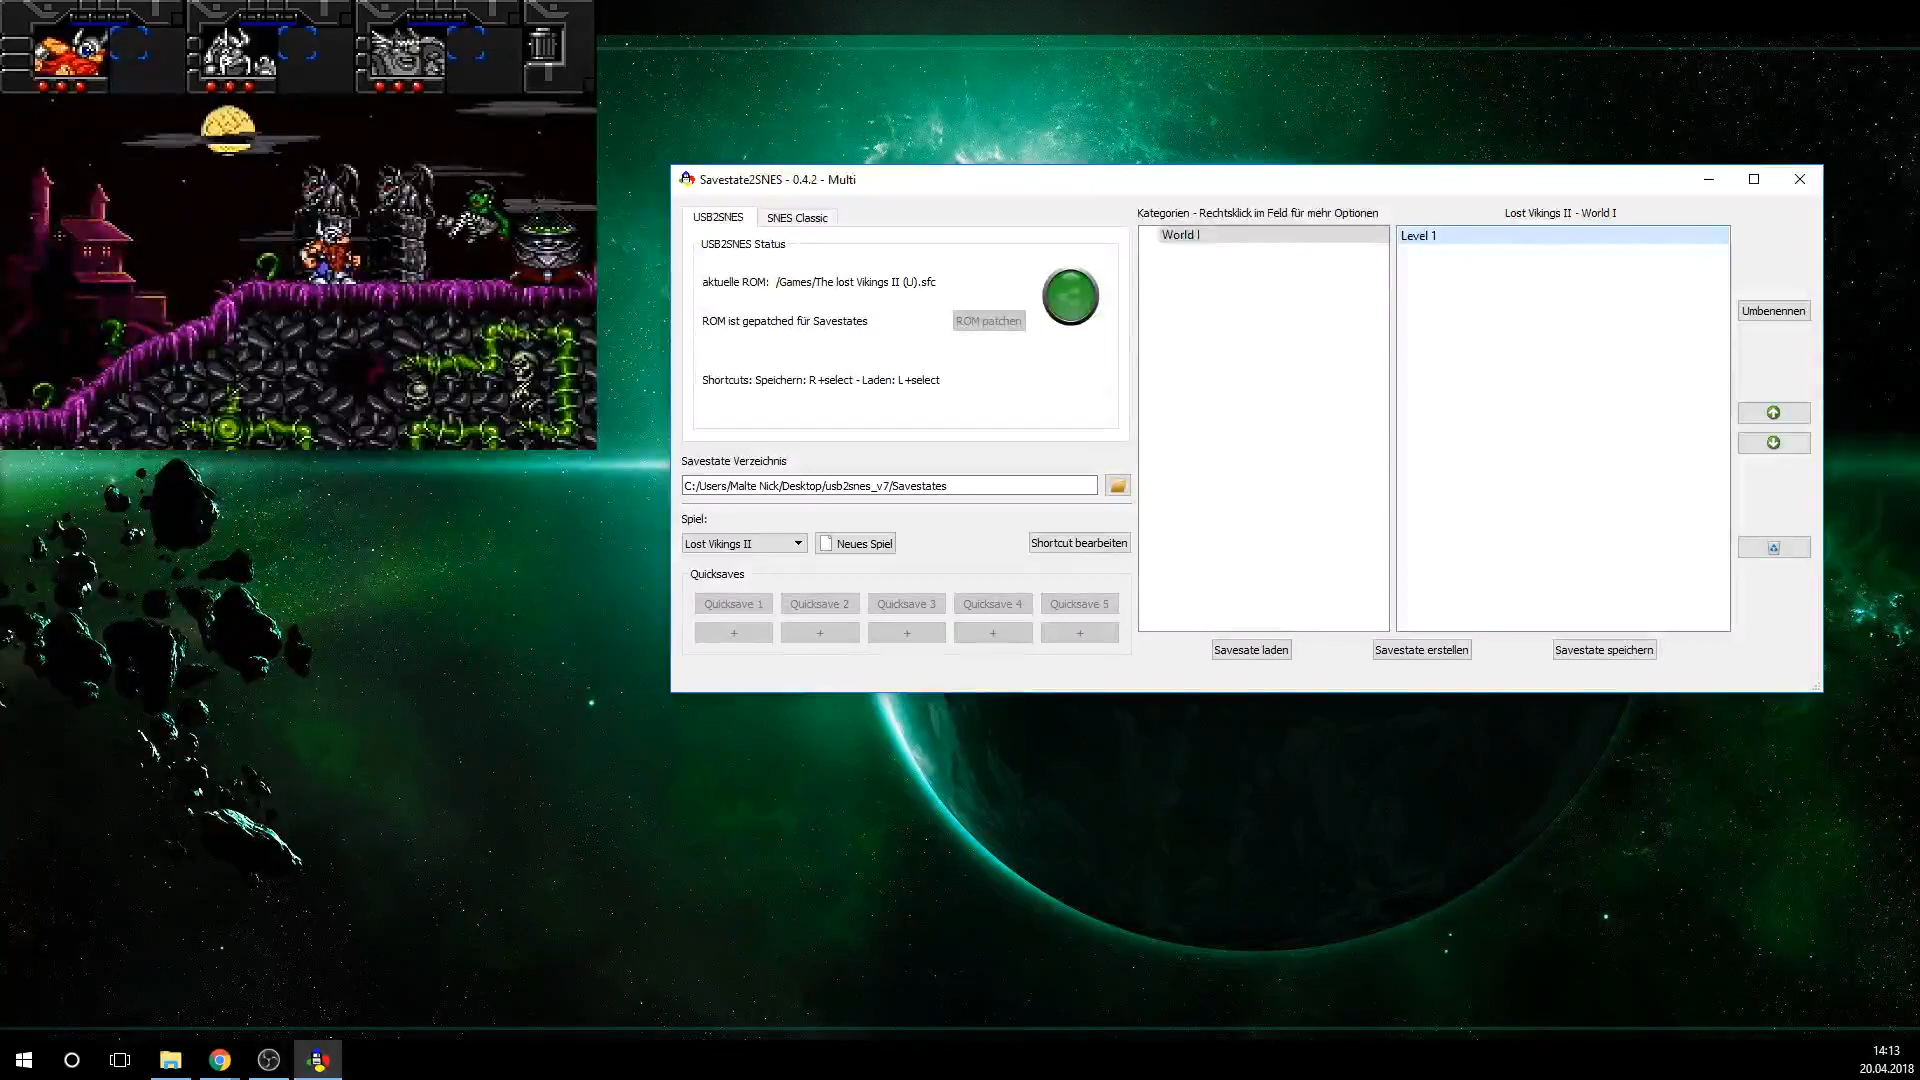 Savestate2SNES - 0.4.2 - Multi
USB2SNES
SNES Classic
Kategorien - Rechtsklick im Feld für mehr Optionen
Lost Vikings II - World I
USB2SNES Status
World I
Level 1
aktuelle ROM: /Games/The lost Vikings II (U).sfc
ROM ist gepatched für Savestates
ROM patchen
Umbenennen
Shortcuts: Speichern: R+select - Laden: L+select
Savestate Verzeichnis
C:/Users/Malte Nick/Desktop/usb2snes_v7/Savestates
Spiel:
Lost Vikings II
Neues Spiel
Shortcut bearbeiten
Quicksaves
Quicksave 1
Quicksave 2
Quicksave 3
Quicksave 4
Quicksave 5
+
+
+
+
+
Savesate laden
Savestate erstellen
Savestate speichern
14:13
20.04.2018